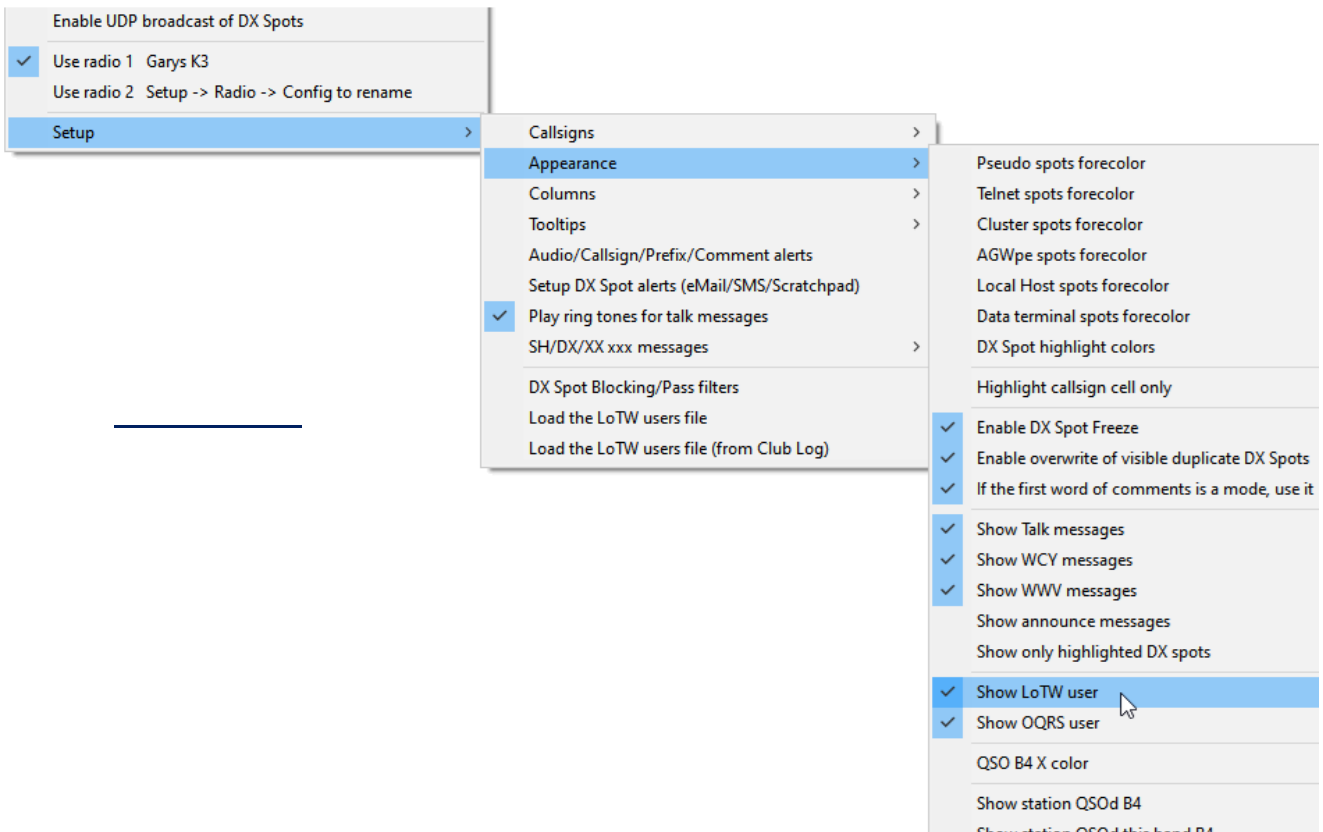 Enable UDP broadcast of DX Spots
Use radio 1 Garys K3
Use radio 2 Setup -> Radio -> Config to rename
Setup
Callsigns
Appearance
Columns
Tooltips
Audio/Callsign/Prefix/Comment alerts
Setup DX Spot alerts (eMail/SMS/Scratchpad)
Play ring tones for talk messages
SH/DX/XX xxx messages
DX Spot Blocking/Pass filters
Load the LoTW users file
Load the LoTW users file (from Club Log)
Pseudo spots forecolor
Telnet spots forecolor
Cluster spots forecolor
AGWpe spots forecolor
Local Host spots forecolor
Data terminal spots forecolor
DX Spot highlight colors
Highlight callsign cell only
Enable DX Spot Freeze
Enable overwrite of visible duplicate DX Spots
If the first word of comments is a mode, use it
Show Talk messages
Show WCY messages
Show WWV messages
Show announce messages
Show only highlighted DX spots
Show LoTW user
Show OQRS user
QSO B4 X color
Show station QSOd B4
Show station QSOd this band B4